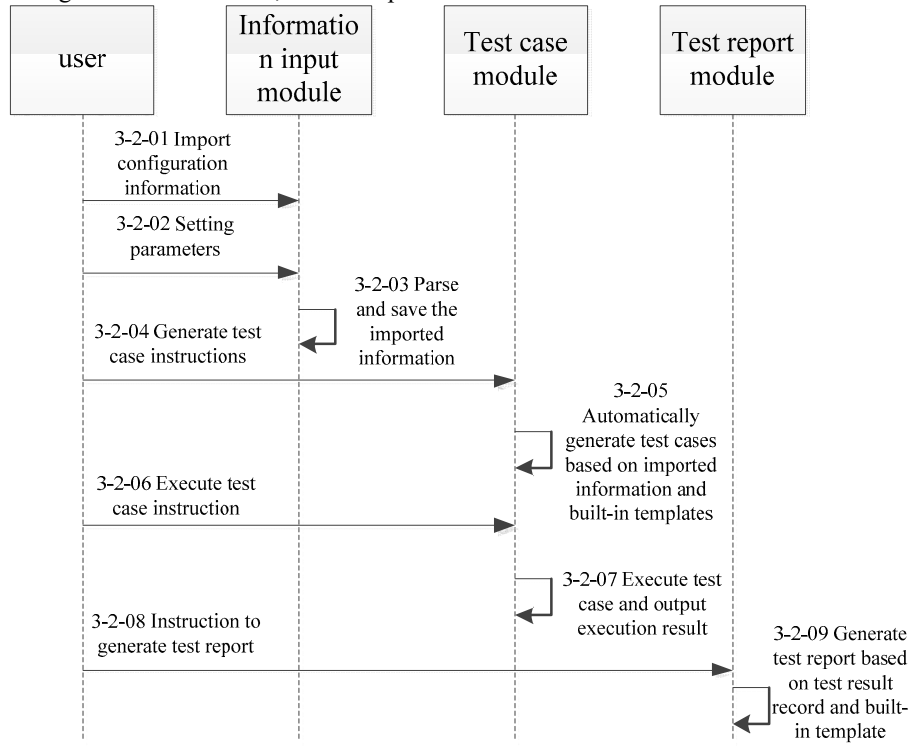 user
Informatio
n input
module
Test case
module
Test report
module
3-2-01 Import
configuration
information
3-2-02 Setting
parameters
3-2-03 Parse
and save the
imported
information
3-2-04 Generate test
case instructions
3-2-05
Automatically
generate test cases
based on imported
information and
built-in templates
3-2-06 Execute test
case instruction
3-2-07 Execute test
case and output
execution result
3-2-08 Instruction to
generate test report
3-2-09 Generate
test report based
on test result
record and built-
in template